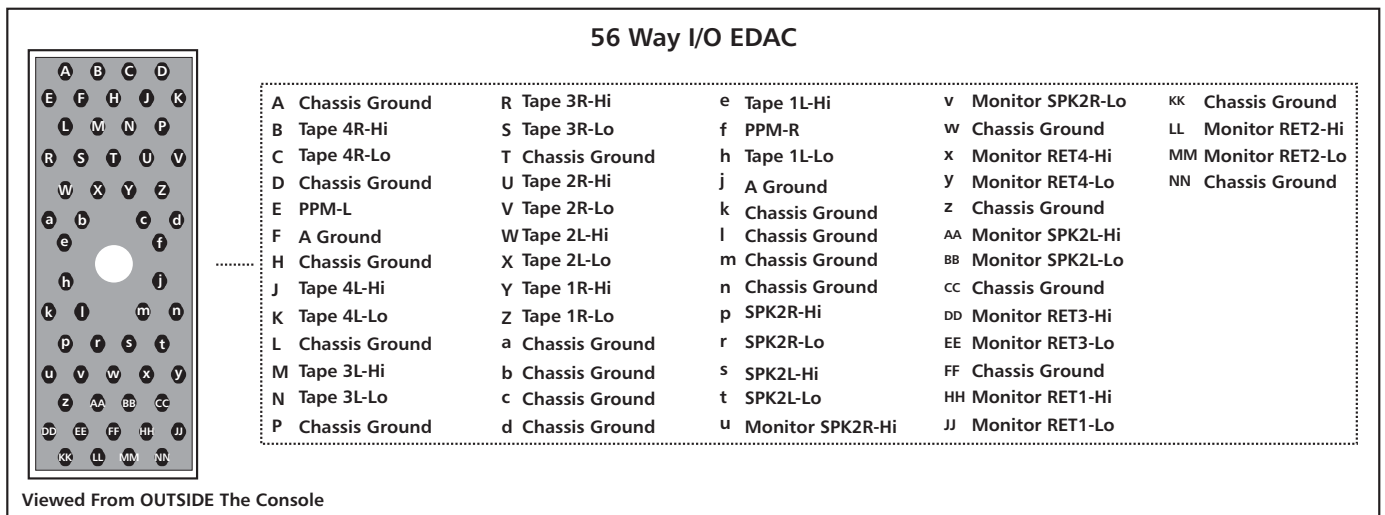 56 Way I/O EDAC
A B C D
E F H J K
L M N P
R S T U V
W X Y Z
a b c d
e f
h j
k l m n
p r s t
u v w x y
z AA BB CC
DD EE FF HH JJ
KK LL MM NN
A Chassis Ground
B Tape 4R-Hi
C Tape 4R-Lo
D Chassis Ground
E PPM-L
F A Ground
H Chassis Ground
J Tape 4L-Hi
K Tape 4L-Lo
L Chassis Ground
M Tape 3L-Hi
N Tape 3L-Lo
P Chassis Ground
R Tape 3R-Hi
S Tape 3R-Lo
T Chassis Ground
U Tape 2R-Hi
V Tape 2R-Lo
W Tape 2L-Hi
X Tape 2L-Lo
Y Tape 1R-Hi
Z Tape 1R-Lo
a Chassis Ground
b Chassis Ground
c Chassis Ground
d Chassis Ground
e Tape 1L-Hi
f PPM-R
h Tape 1L-Lo
j A Ground
k Chassis Ground
l Chassis Ground
m Chassis Ground
n Chassis Ground
p SPK2R-Hi
r SPK2R-Lo
s SPK2L-Hi
t SPK2L-Lo
u Monitor SPK2R-Hi
v Monitor SPK2R-Lo
w Chassis Ground
x Monitor RET4-Hi
y Monitor RET4-Lo
z Chassis Ground
AA Monitor SPK2L-Hi
BB Monitor SPK2L-Lo
CC Chassis Ground
DD Monitor RET3-Hi
EE Monitor RET3-Lo
FF Chassis Ground
HH Monitor RET1-Hi
JJ Monitor RET1-Lo
KK Chassis Ground
LL Monitor RET2-Hi
MM Monitor RET2-Lo
NN Chassis Ground
Viewed From OUTSIDE The Console